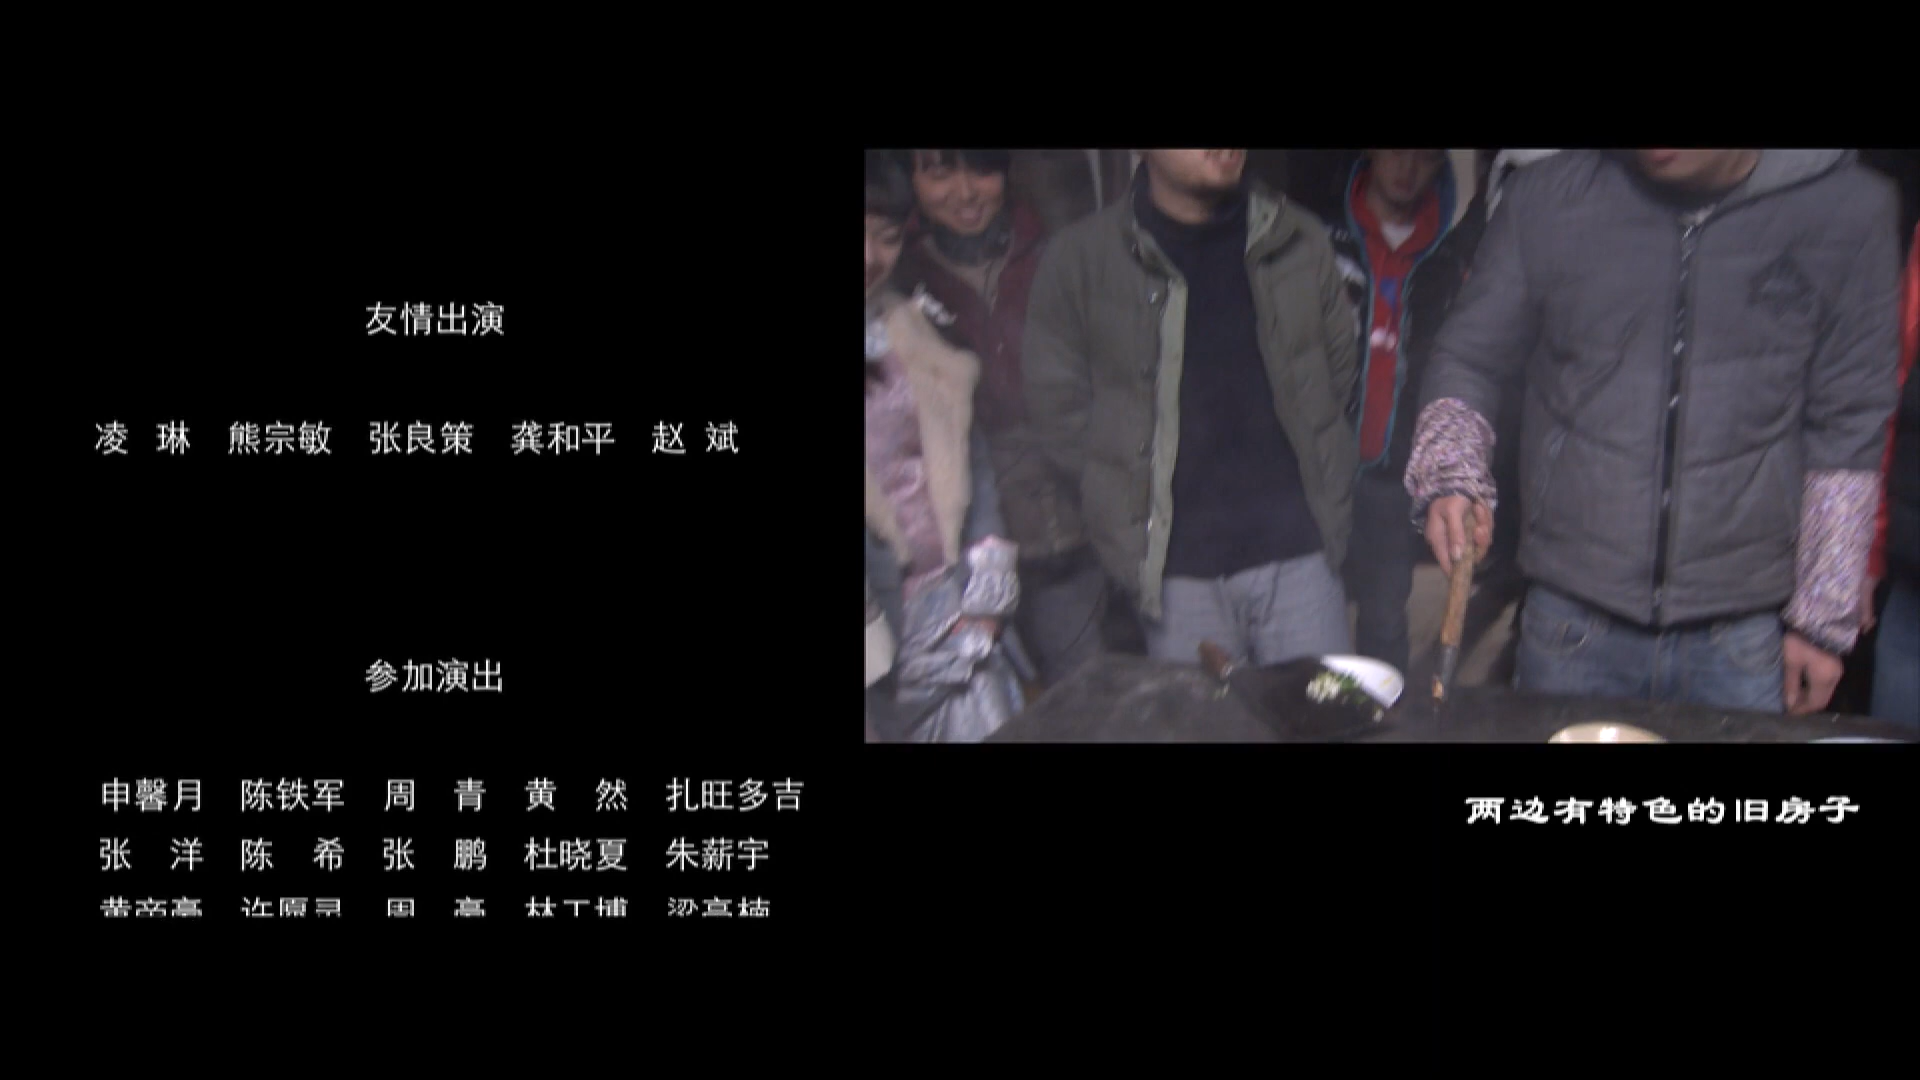 友情出演
凌 琳 熊宗敏 张良策 龚和平 赵 斌
参加演出
申馨月 陈铁军 周 青 黄 然 扎旺多吉
张 洋 陈 希 张 鹏 杜晓夏 朱薪宇
两边有特色的旧房子